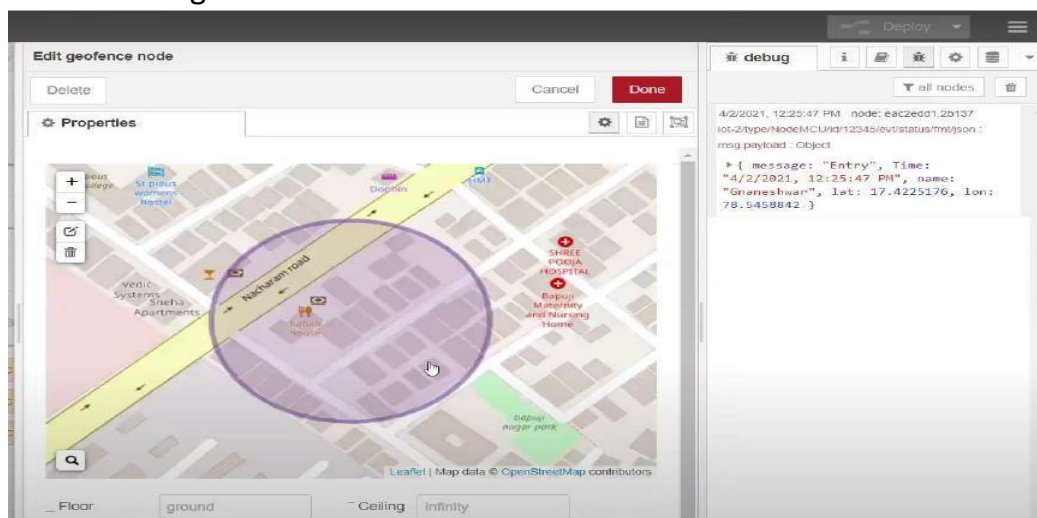 Deploy
Edit geofence node
debug
i
Delete
Cancel
Done
all nodes
Properties
4/2/2021, 12:25:47 PM node: eac2edd1.2b137
iot-2/type/NodeMCU/id/12345/evt/status/fmt/json :
msg.payload : Object
{ message: "Entry", Time:
"4/2/2021, 12:25:47 PM", name:
"Gnaneshwar", lat: 17.4225176, lon:
78.5458842 }
+
−
St pious
womens
hostel
Dolphin
Nacharam road
SHREE
POOJA
HOSPITAL
Bapuji
Maternity
and Nursing
Home
Vedic
Systems
Sneha
Apartments
Kabab
House
bapuji
nagar park
Leaflet | Map data © OpenStreetMap contributors
Floor
ground
Ceiling
infinity